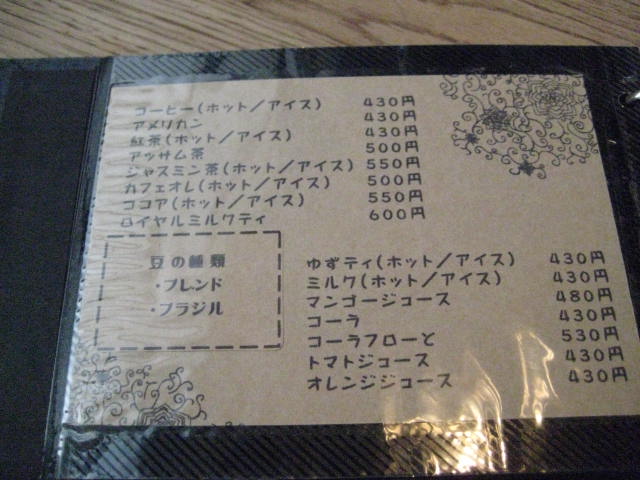 コーヒー(ホット/アイス) 430円
アメリカン 430円
紅茶(ホット/アイス) 430円
アッサム茶 500円
ジャスミン茶(ホット/アイス) 550円
カフェオレ(ホット/アイス) 500円
ココア(ホット/アイス) 550円
ロイヤルミルクティ 600円
豆の種類
・ブレンド
・ブラジル
ゆずティ(ホット/アイス) 430円
ミルク(ホット/アイス) 430円
マンゴージュース 480円
コーラ 430円
コーラフロート 530円
トマトジュース 430円
オレンジジュース 430円